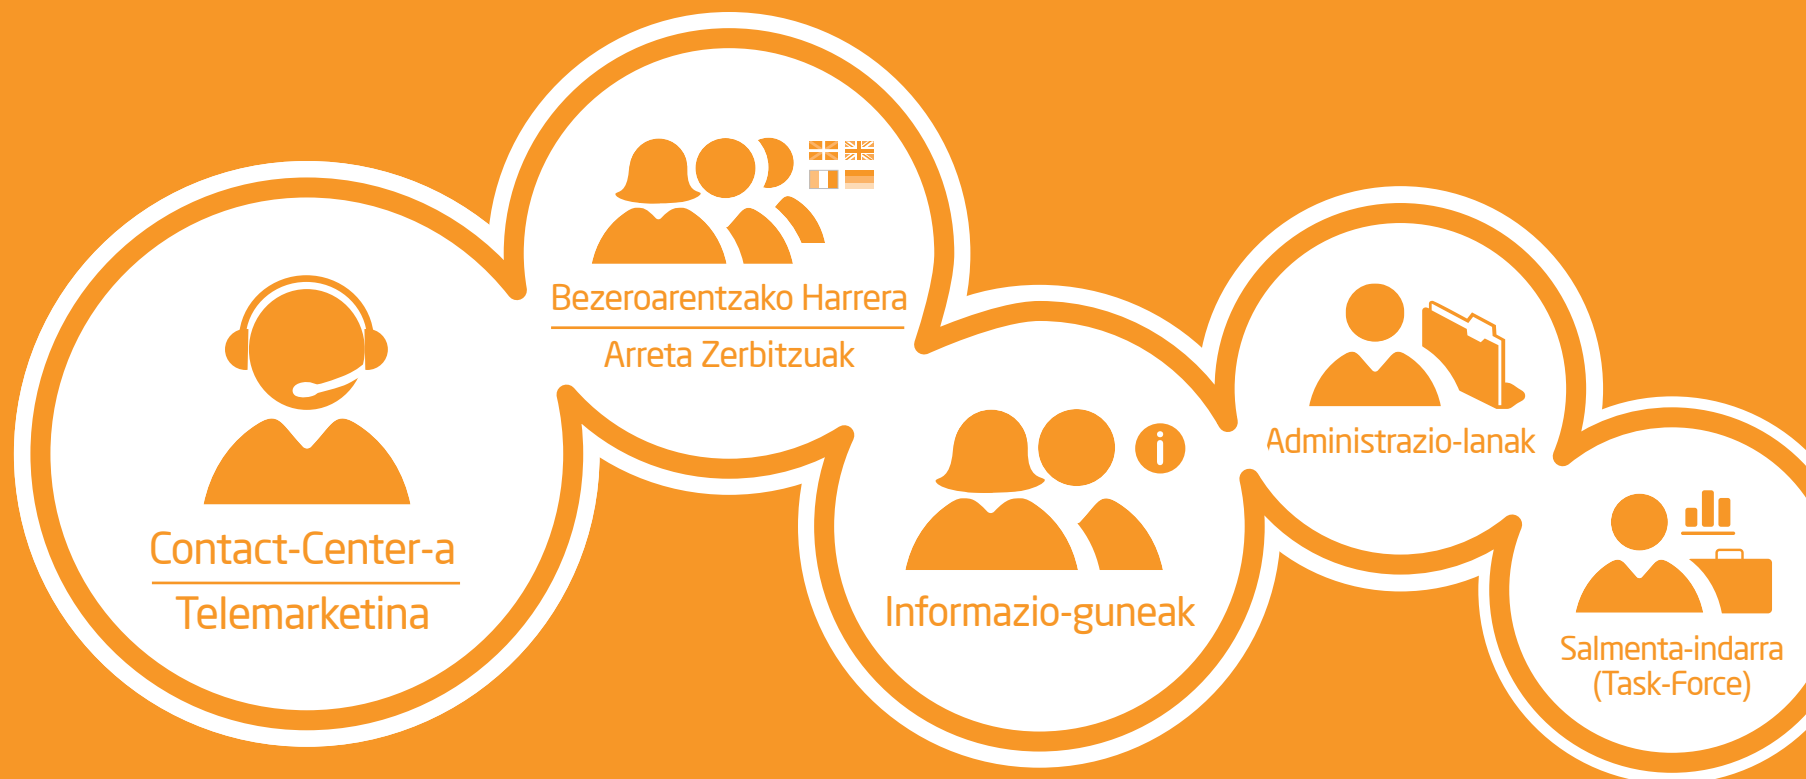 Contact-Center-a
Telemarketina
Bezeroarentzako Harrera
Arreta Zerbitzuak
Informazio-guneak
Administrazio-lanak
Salmenta-indarra
(Task-Force)